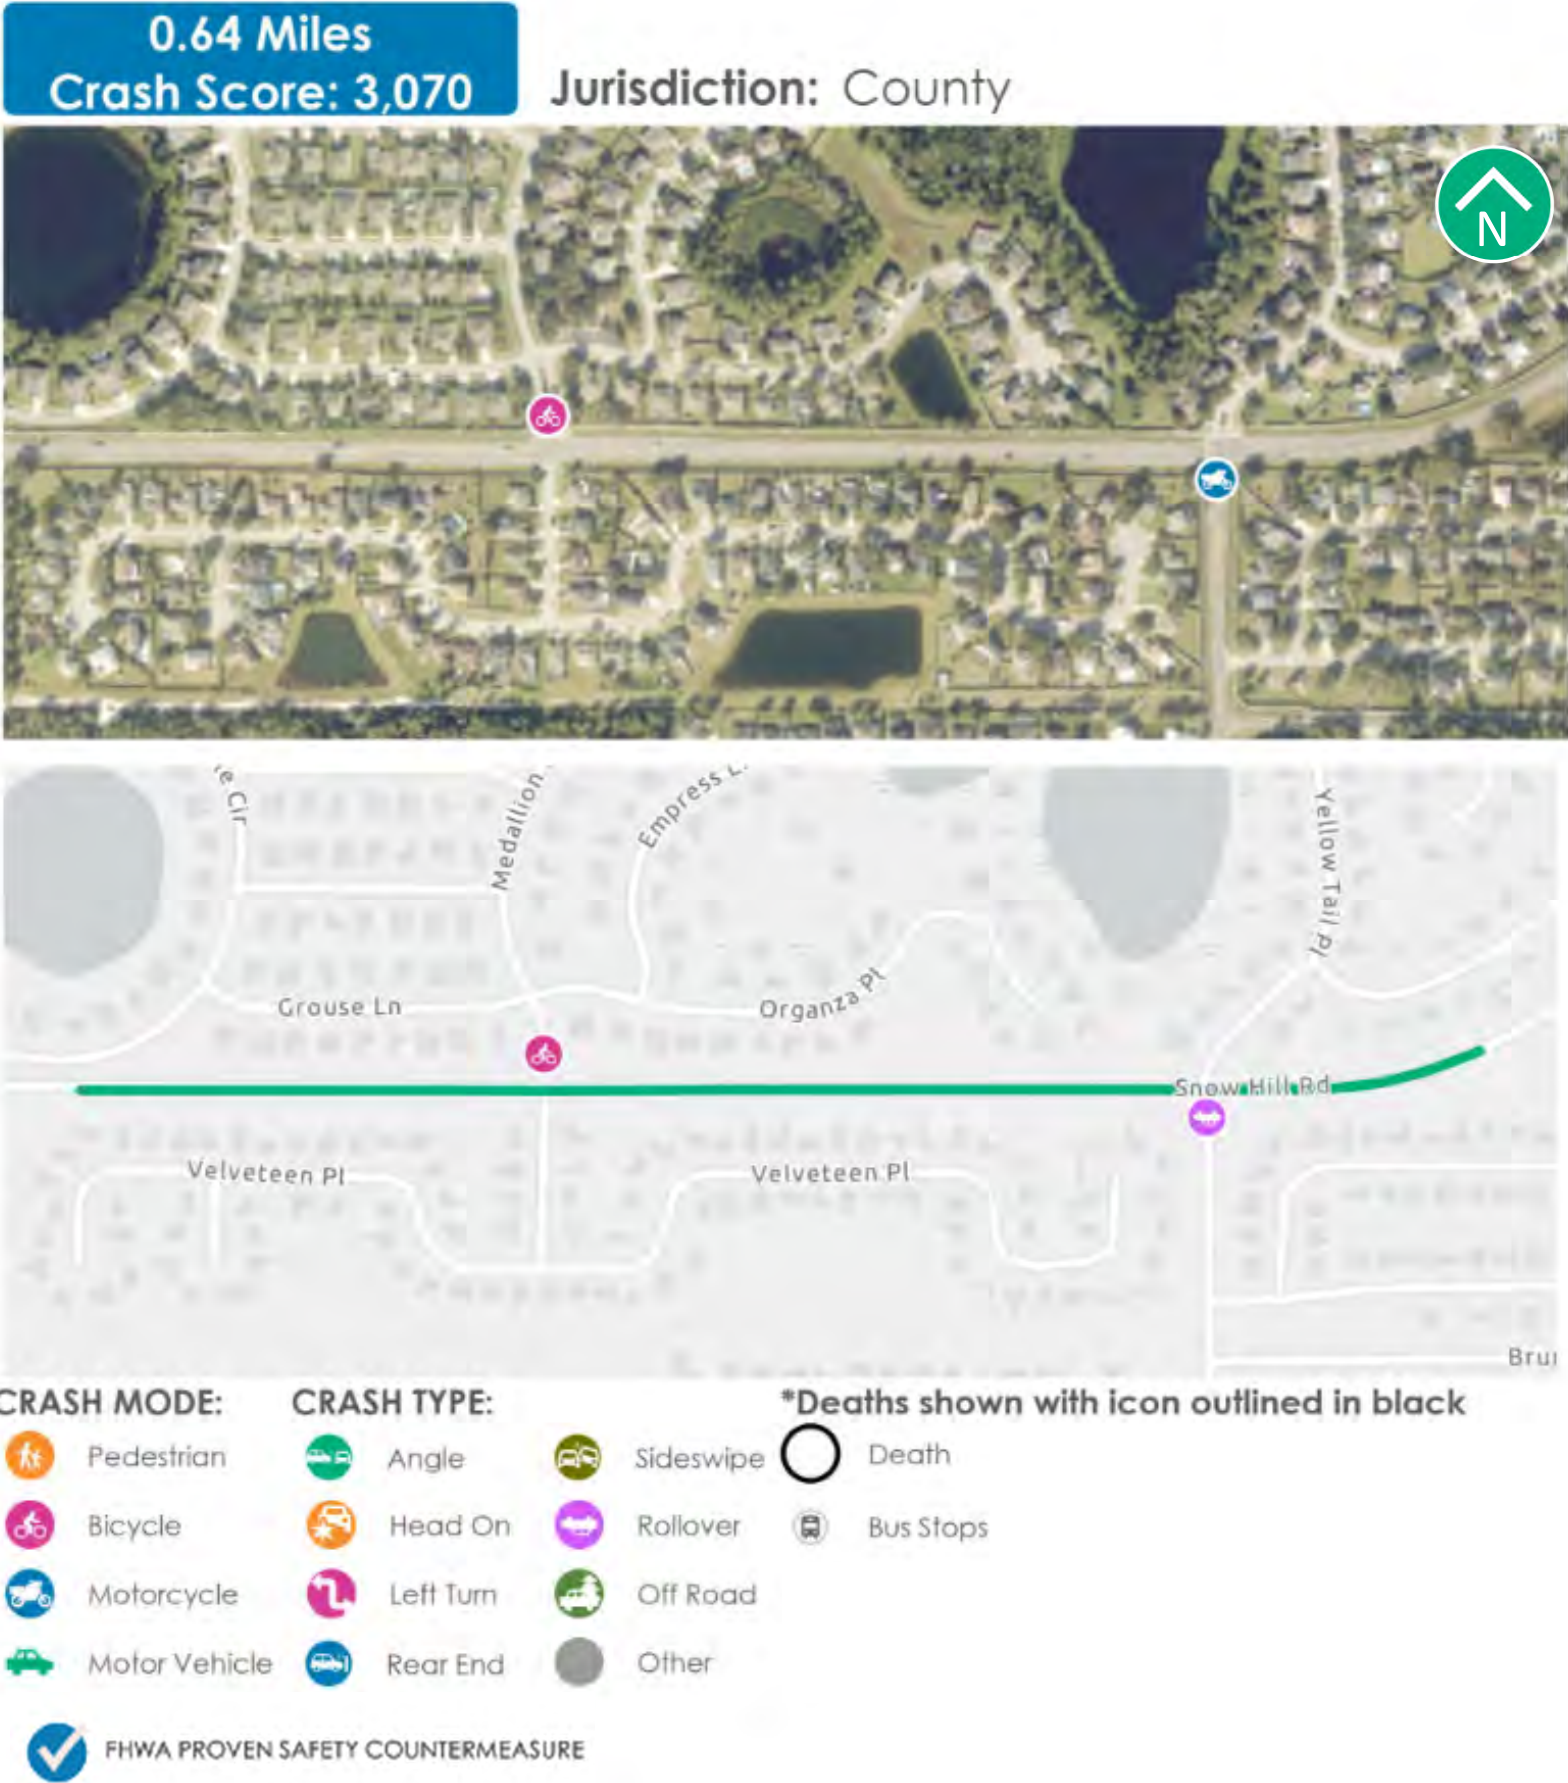 0.64 Miles
Crash Score: 3,070
Jurisdiction: County
N
e Cir
Medallion
Empress L
Yellow Tail Pl
Grouse Ln
Organza Pl
Snow Hill Rd
Velveteen Pl
Velveteen Pl
Bru
CRASH MODE:
Pedestrian
Bicycle
Motorcycle
Motor Vehicle
CRASH TYPE:
Angle
Head On
Left Turn
Rear End
Sideswipe
Rollover
Off Road
Other
*Deaths shown with icon outlined in black
Death
Bus Stops
FHWA PROVEN SAFETY COUNTERMEASURE